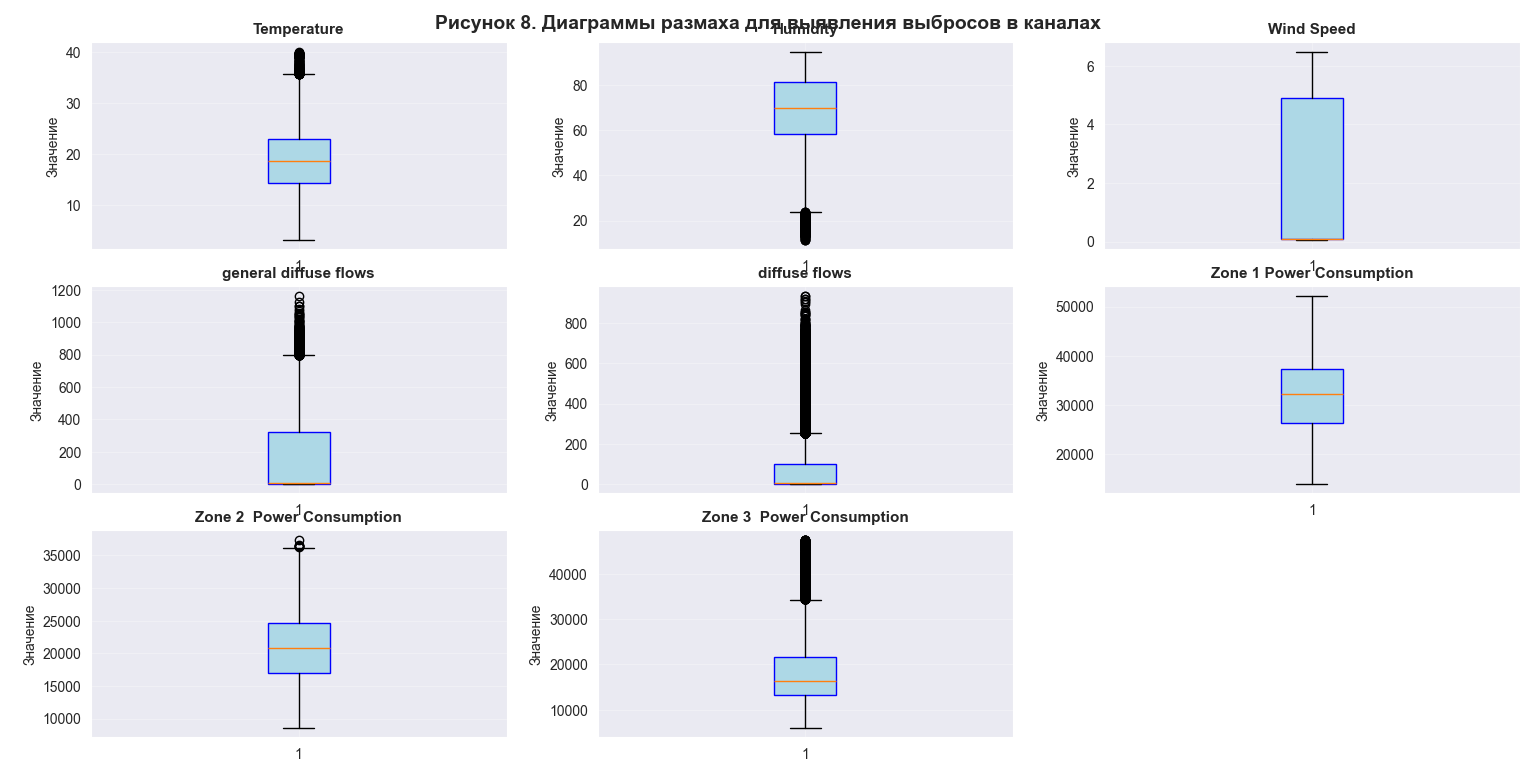 Рисунок 8. Диаграммы размаха для выявления выбросов в каналах
Temperature
Humidity
Wind Speed
40
30
20
10
Значение
1
80
60
40
20
Значение
1
6
4
2
0
Значение
1
general diffuse flows
diffuse flows
Zone 1 Power Consumption
1200
1000
800
600
400
200
0
Значение
1
800
600
400
200
0
Значение
1
50000
40000
30000
20000
Значение
1
Zone 2  Power Consumption
Zone 3  Power Consumption
35000
30000
25000
20000
15000
10000
Значение
1
40000
30000
20000
10000
Значение
1